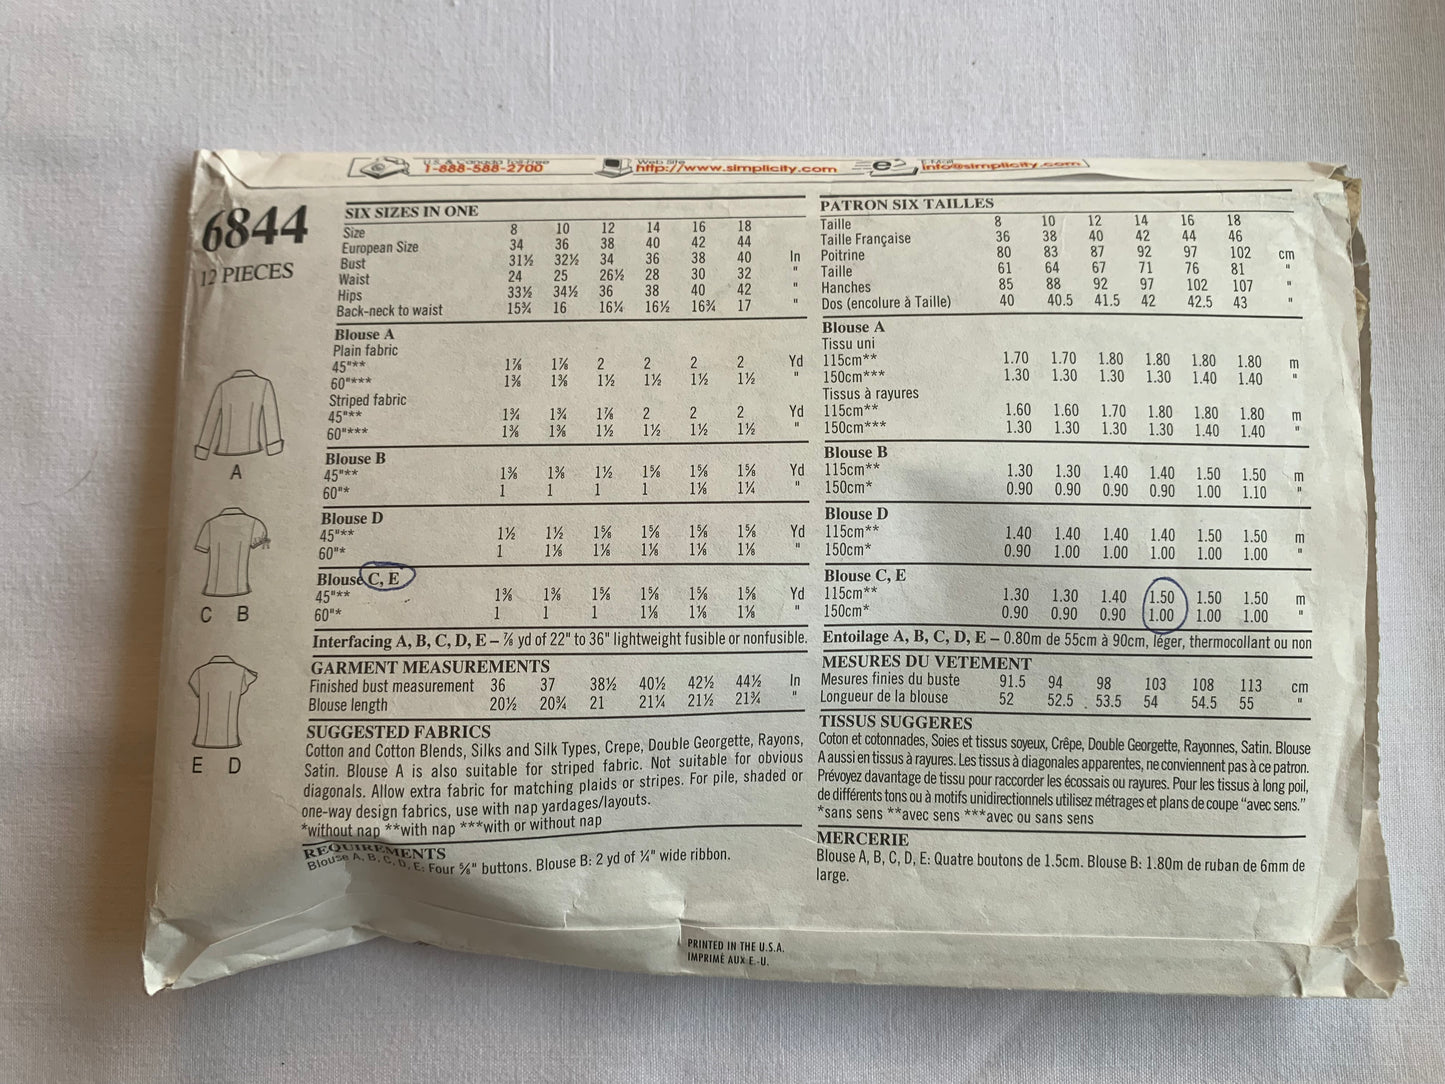 U.S. & Canada Toll-Free
1-888-588-2700
Web Site
http://www.simplicity.com
E-Mail
info@simplicity.com
6844
12 PIECES
A
C B
E D
SIX SIZES IN ONE
Size 8 10 12 14 16 18
European Size 34 36 38 40 42 44
Bust 31½ 32½ 34 36 38 40 In
Waist 24 25 26½ 28 30 32 "
Hips 33½ 34½ 36 38 40 42 "
Back-neck to waist 15¾ 16 16¼ 16½ 16¾ 17 "
Blouse A
Plain fabric
45"** 1⅞ 1⅞ 2 2 2 2 Yd
60"*** 1⅜ 1⅜ 1½ 1½ 1½ 1½ "
Striped fabric
45"** 1¾ 1¾ 1⅞ 2 2 2 Yd
60"*** 1⅜ 1⅜ 1½ 1½ 1½ 1½ "
Blouse B
45"** 1⅜ 1⅜ 1½ 1⅝ 1⅝ 1⅝ Yd
60"* 1 1 1 1 1⅛ 1¼ "
Blouse D
45"** 1½ 1½ 1⅝ 1⅝ 1⅝ 1⅝ Yd
60"* 1 1⅛ 1⅛ 1⅛ 1⅛ 1⅛ "
Blouse C, E
45"** 1⅜ 1⅜ 1⅝ 1⅝ 1⅝ 1⅝ Yd
60"* 1 1 1 1⅛ 1⅛ 1⅛ "
Interfacing A, B, C, D, E – ⅞ yd of 22" to 36" lightweight fusible or nonfusible.
GARMENT MEASUREMENTS
Finished bust measurement 36 37 38½ 40½ 42½ 44½ In
Blouse length 20½ 20¾ 21 21¼ 21½ 21¾ "
SUGGESTED FABRICS
Cotton and Cotton Blends, Silks and Silk Types, Crepe, Double Georgette, Rayons,
Satin. Blouse A is also suitable for striped fabric. Not suitable for obvious
diagonals. Allow extra fabric for matching plaids or stripes. For pile, shaded or
one-way design fabrics, use with nap yardages/layouts.
*without nap **with nap ***with or without nap
REQUIREMENTS
Blouse A, B, C, D, E: Four ⅝" buttons. Blouse B: 2 yd of ¼" wide ribbon.
PATRON SIX TAILLES
Taille 8 10 12 14 16 18
Taille Française 36 38 40 42 44 46
Poitrine 80 83 87 92 97 102 cm
Taille 61 64 67 71 76 81 "
Hanches 85 88 92 97 102 107 "
Dos (encolure à Taille) 40 40.5 41.5 42 42.5 43 "
Blouse A
Tissu uni
115cm** 1.70 1.70 1.80 1.80 1.80 1.80 m
150cm*** 1.30 1.30 1.30 1.30 1.40 1.40 "
Tissus à rayures
115cm** 1.60 1.60 1.70 1.80 1.80 1.80 m
150cm*** 1.30 1.30 1.30 1.30 1.40 1.40 "
Blouse B
115cm** 1.30 1.30 1.40 1.40 1.50 1.50 m
150cm* 0.90 0.90 0.90 0.90 1.00 1.10 "
Blouse D
115cm** 1.40 1.40 1.40 1.40 1.50 1.50 m
150cm* 0.90 1.00 1.00 1.00 1.00 1.00 "
Blouse C, E
115cm** 1.30 1.30 1.40 1.50 1.50 1.50 m
150cm* 0.90 0.90 0.90 1.00 1.00 1.00 "
Entoilage A, B, C, D, E – 0.80m de 55cm à 90cm, léger, thermocollant ou non
MESURES DU VETEMENT
Mesures finies du buste 91.5 94 98 103 108 113 cm
Longueur de la blouse 52 52.5 53.5 54 54.5 55 "
TISSUS SUGGERES
Coton et cotonnades, Soies et tissus soyeux, Crêpe, Double Georgette, Rayonnes, Satin. Blouse
A aussi en tissus à rayures. Les tissus à diagonales apparentes, ne conviennent pas à ce patron.
Prévoyez davantage de tissu pour raccorder les écossais ou rayures. Pour les tissus à long poil,
de différents tons ou à motifs unidirectionnels utilisez métrages et plans de coupe “avec sens.”
*sans sens **avec sens ***avec ou sans sens
MERCERIE
Blouse A, B, C, D, E: Quatre boutons de 1.5cm. Blouse B: 1.80m de ruban de 6mm de
large.
PRINTED IN THE U.S.A.
IMPRIMÉ AUX E.-U.